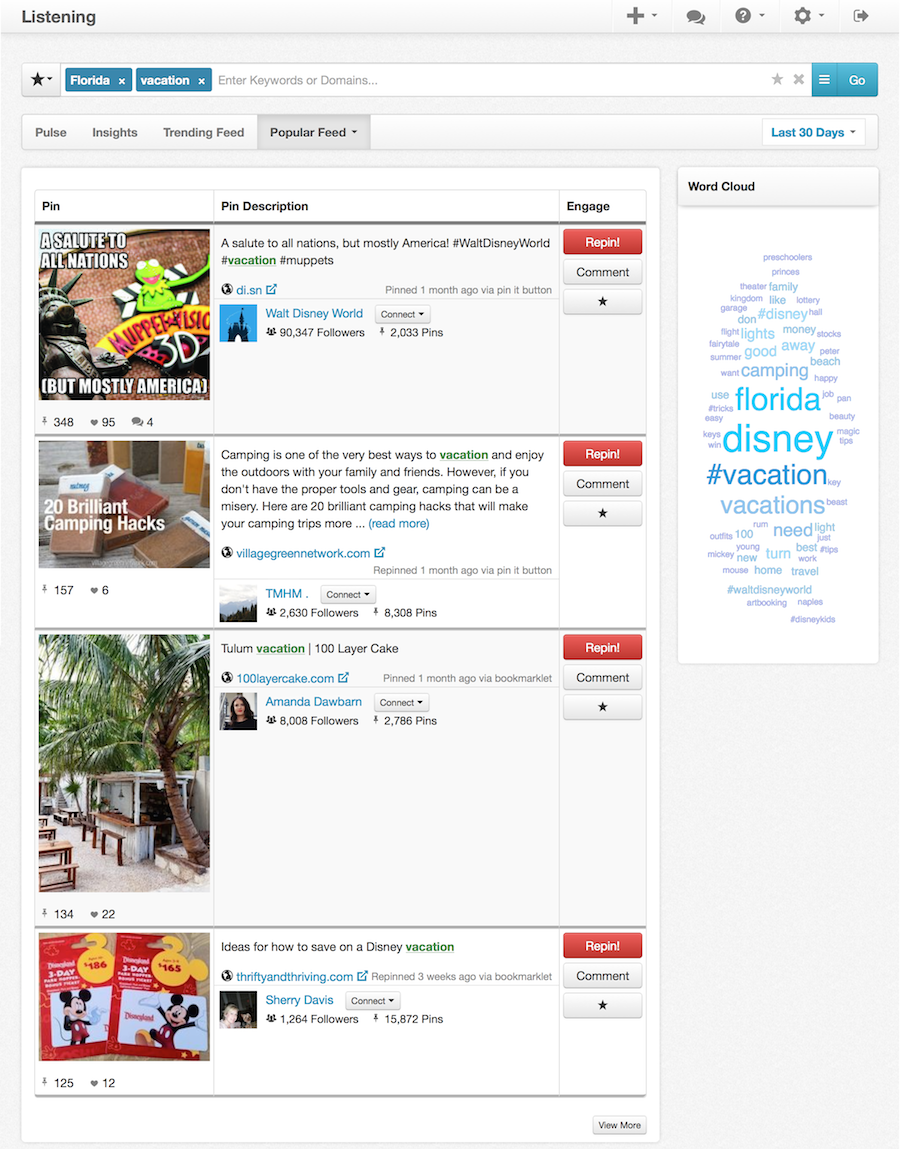 Listening
Florida × vacation × Enter Keywords or Domains... Go
Pulse Insights Trending Feed Popular Feed Last 30 Days
Word Cloud
Pin Pin Description Engage
A SALUTE TO
ALL NATIONS
MUPPET VISION
3D
(BUT MOSTLY AMERICA)
348 95 4
A salute to all nations, but mostly America! #WaltDisneyWorld
#vacation #muppets
di.sn Pinned 1 month ago via pin it button
Walt Disney World Connect
90,347 Followers 2,033 Pins
Repin!
Comment
20 Brilliant
Camping Hacks
157 6
Camping is one of the very best ways to vacation and enjoy
the outdoors with your family and friends. However, if you
don't have the proper tools and gear, camping can be a
misery. Here are 20 brilliant camping hacks that will make
your camping trips more ... (read more)
villagegreennetwork.com
Repinned 1 month ago via pin it button
TMHM . Connect
2,630 Followers 8,308 Pins
Repin!
Comment
134 22
Tulum vacation | 100 Layer Cake
100layercake.com Pinned 1 month ago via bookmarklet
Amanda Dawbarn Connect
8,008 Followers 2,786 Pins
Repin!
Comment
Disneyland
3-DAY
PARK HOPPER
BONUS TICKET
$186
Disneyland
3-DAY
$165
Disneyland
125 12
Ideas for how to save on a Disney vacation
thriftyandthriving.com Repinned 3 weeks ago via bookmarklet
Sherry Davis Connect
1,264 Followers 15,872 Pins
Repin!
Comment
View More
preschoolers
princes
theater family
kingdom like lottery
garage #disney hall
don
flight lights money stocks
fairytale good away peter
summer beach
want camping happy
use florida job pan
#tricks
easy beauty
keys disney magic
win tips
#vacation key
vacations beast
rum need light
outfits 100 just
young best #tips
mickey new turn work
mouse home travel
#waltdisneyworld
artbooking naples
#disneykids